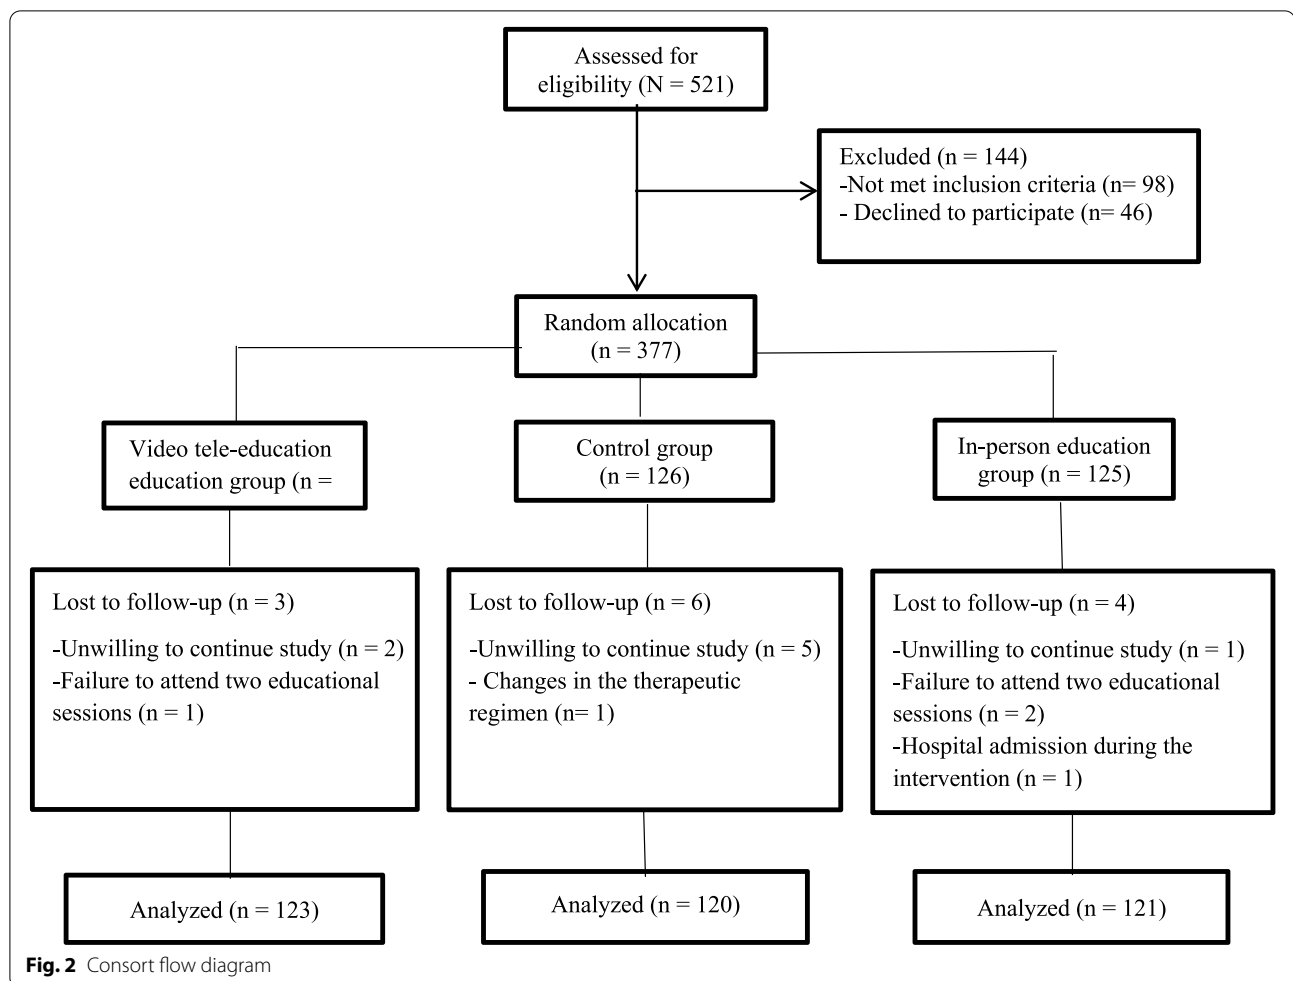 Assessed for
eligibility (N = 521)
Excluded (n = 144)
-Not met inclusion criteria (n= 98)
- Declined to participate (n= 46)
Random allocation
(n = 377)
Video tele-education
education group (n =
Control group
(n = 126)
In-person education
group (n = 125)
Lost to follow-up (n = 3)
-Unwilling to continue study (n = 2)
-Failure to attend two educational
sessions (n = 1)
Lost to follow-up (n = 6)
-Unwilling to continue study (n = 5)
- Changes in the therapeutic
regimen (n= 1)
Lost to follow-up (n = 4)
-Unwilling to continue study (n = 1)
-Failure to attend two educational
sessions (n = 2)
-Hospital admission during the
intervention (n = 1)
Analyzed (n = 123)
Analyzed (n = 120)
Analyzed (n = 121)
Fig. 2 Consort flow diagram